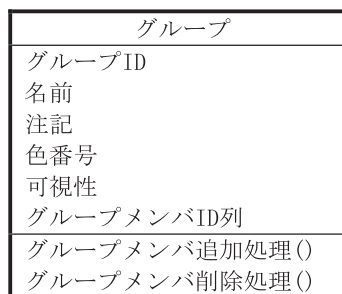 グループ
グループID
名前
注記
色番号
可視性
グループメンバID列
グループメンバ追加処理()
グループメンバ削除処理()